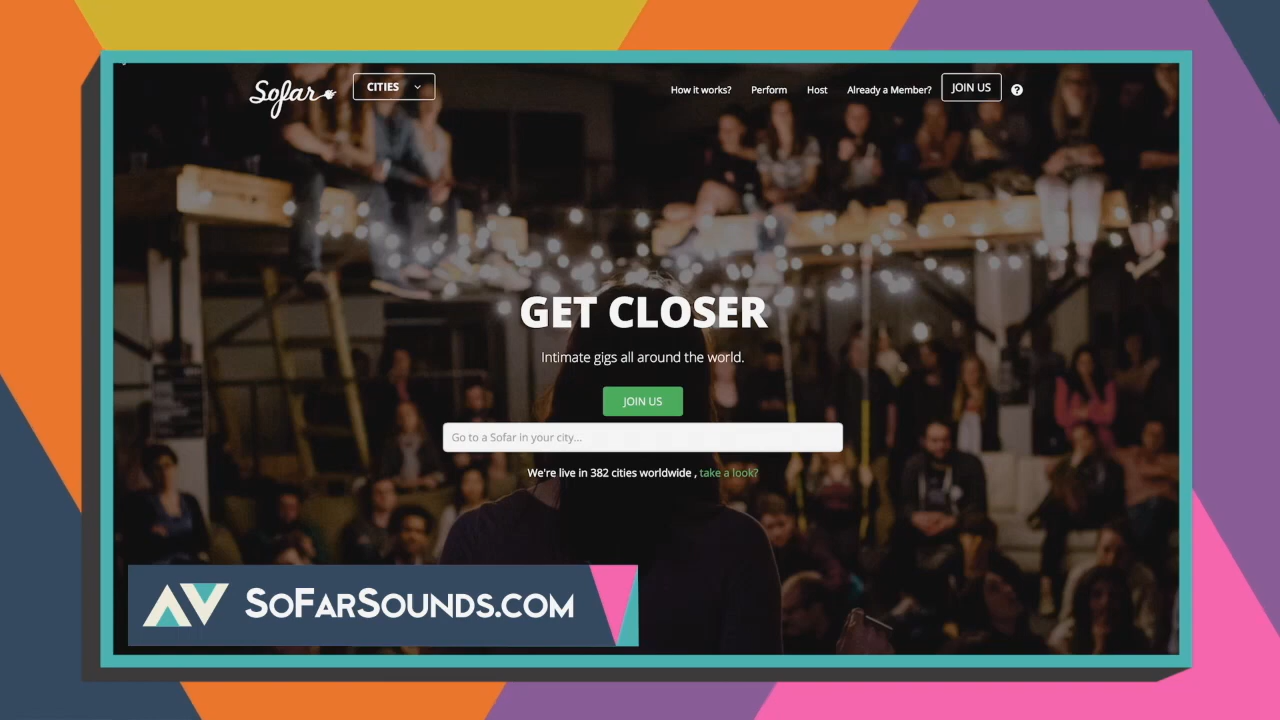 Sofar
CITIES
How it works?
Perform
Host
Already a Member?
JOIN US
?
GET CLOSER
Intimate gigs all around the world.
JOIN US
Go to a Sofar in your city...
We're live in 382 cities worldwide , take a look?
AV SOFARSOUNDS.COM